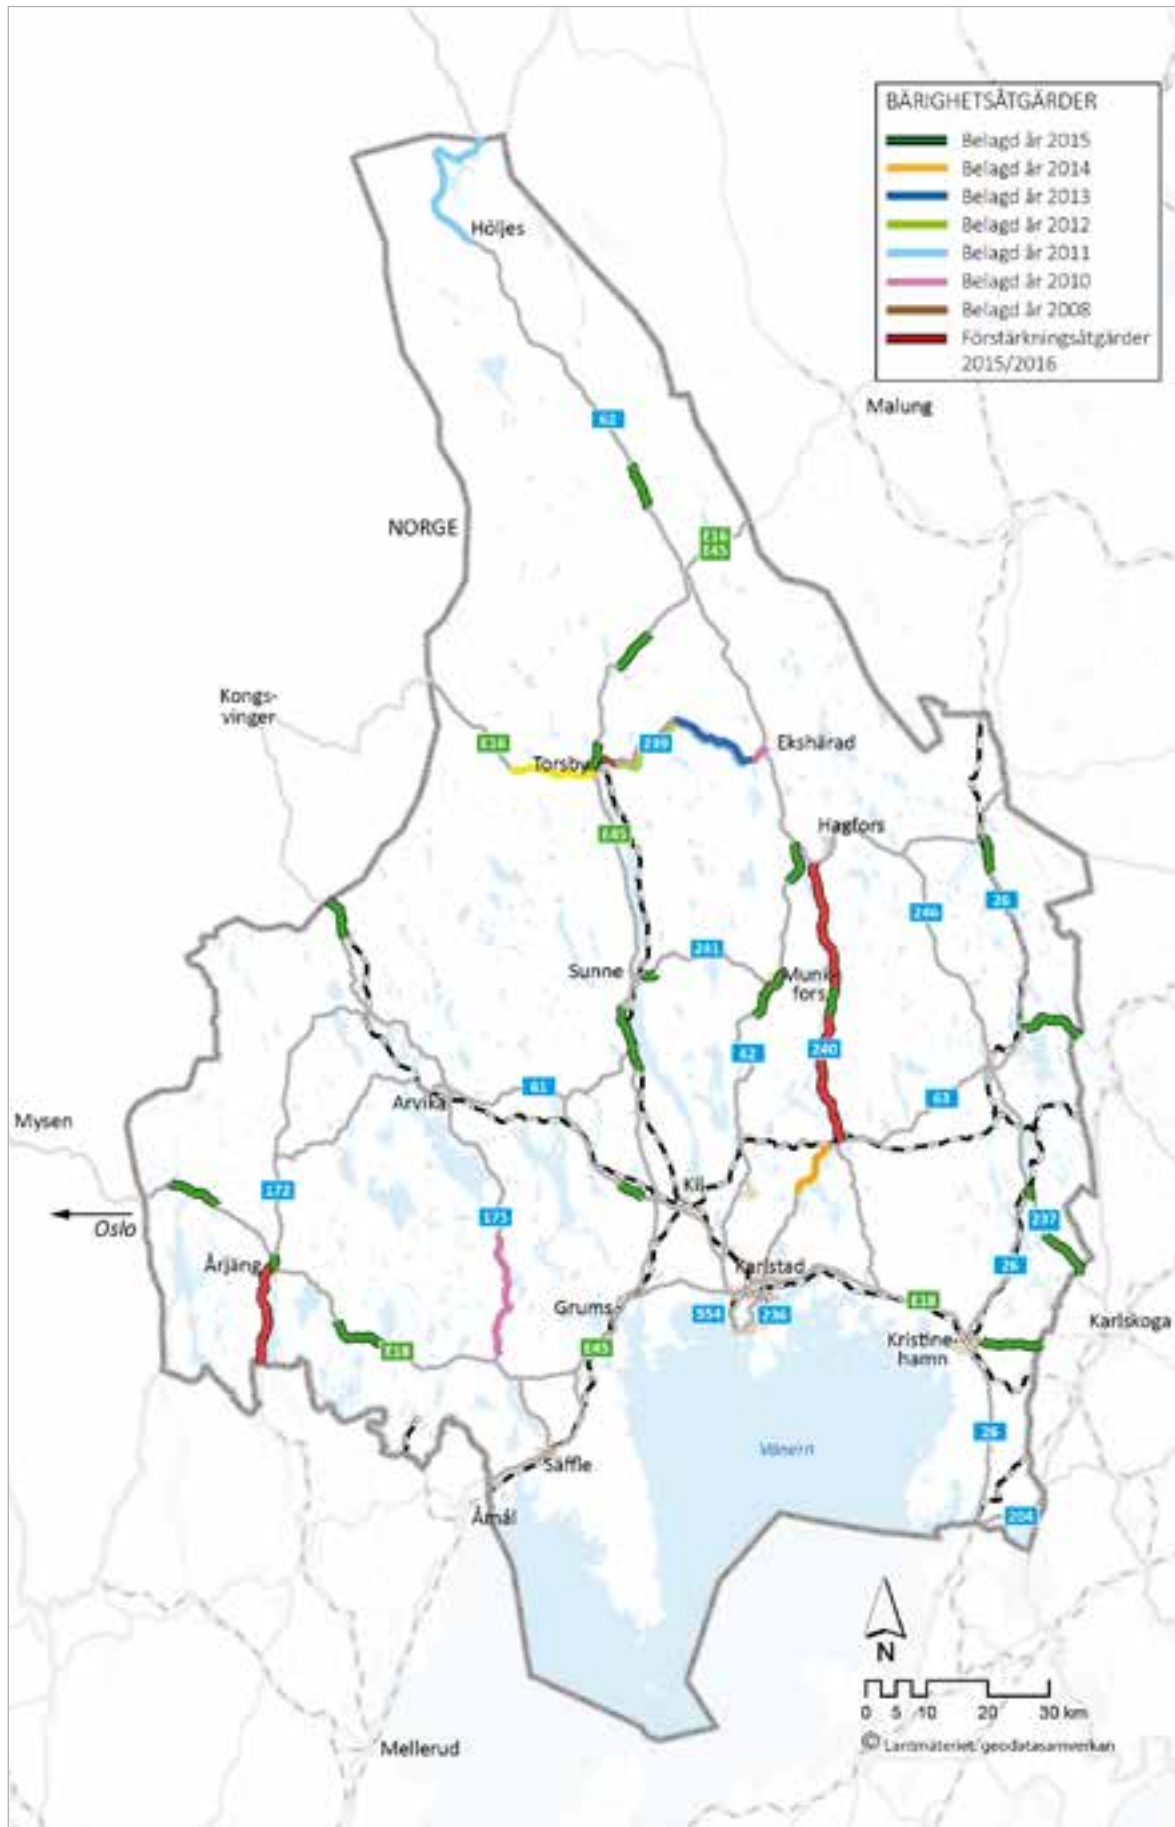 BÄRIGHETSÅTGÄRDER
Belagd år 2015
Belagd år 2014
Belagd år 2013
Belagd år 2012
Belagd år 2011
Belagd år 2010
Belagd år 2008
Förstärkningsåtgärder
2015/2016
Höljes
Malung
62
NORGE
E16
E45
Kongs-
vinger
E16
239
Ekshärad
Torsby
E45
Hagfors
26
246
241
Sunne
Munk-
fors
240
62
61
63
Arvika
Mysen
172
Kil
175
237
Oslo
Årjäng
26
Karlstad
E18
Grums
554
236
Karlskoga
Kristine-
hamn
E18
E45
26
Vänern
Säffle
Åmål
204
N
0 5 10 20 30 km
© Lantmäteriet, geodatasamverkan
Mellerud